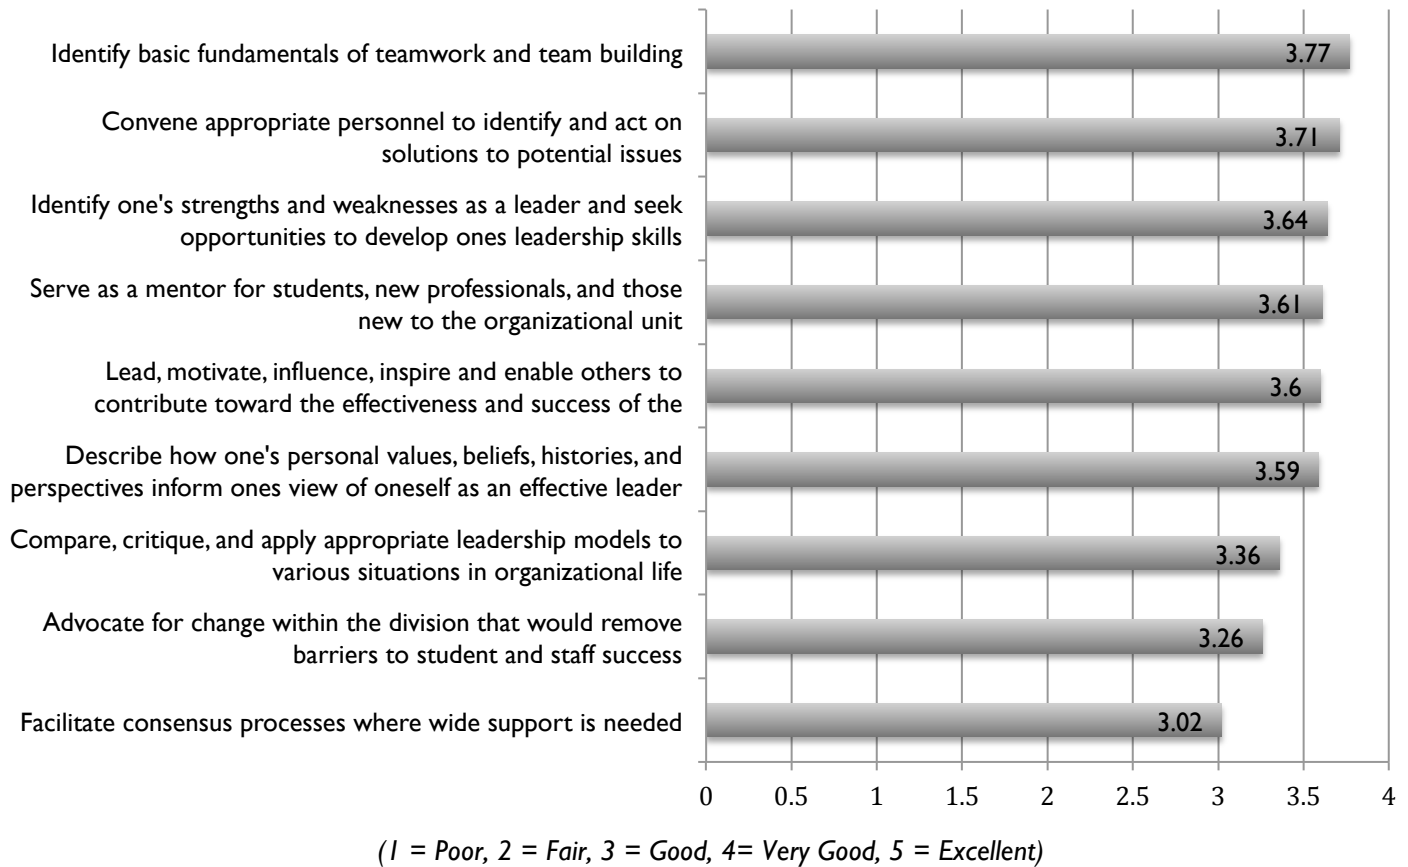 Identify basic fundamentals of teamwork and team building
3.77
Convene appropriate personnel to identify and act on
solutions to potential issues
3.71
Identify one's strengths and weaknesses as a leader and seek
opportunities to develop ones leadership skills
3.64
Serve as a mentor for students, new professionals, and those
new to the organizational unit
3.61
Lead, motivate, influence, inspire and enable others to
contribute toward the effectiveness and success of the
3.6
Describe how one's personal values, beliefs, histories, and
perspectives inform ones view of oneself as an effective leader
3.59
Compare, critique, and apply appropriate leadership models to
various situations in organizational life
3.36
Advocate for change within the division that would remove
barriers to student and staff success
3.26
Facilitate consensus processes where wide support is needed
3.02
0 0.5 1 1.5 2 2.5 3 3.5 4
(1 = Poor, 2 = Fair, 3 = Good, 4= Very Good, 5 = Excellent)